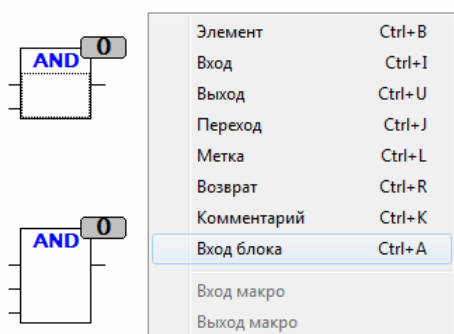 0
AND
0
AND
Элемент Ctrl+B
Вход Ctrl+I
Выход Ctrl+U
Переход Ctrl+J
Метка Ctrl+L
Возврат Ctrl+R
Комментарий Ctrl+K
Вход блока Ctrl+A
Вход макро
Выход макро